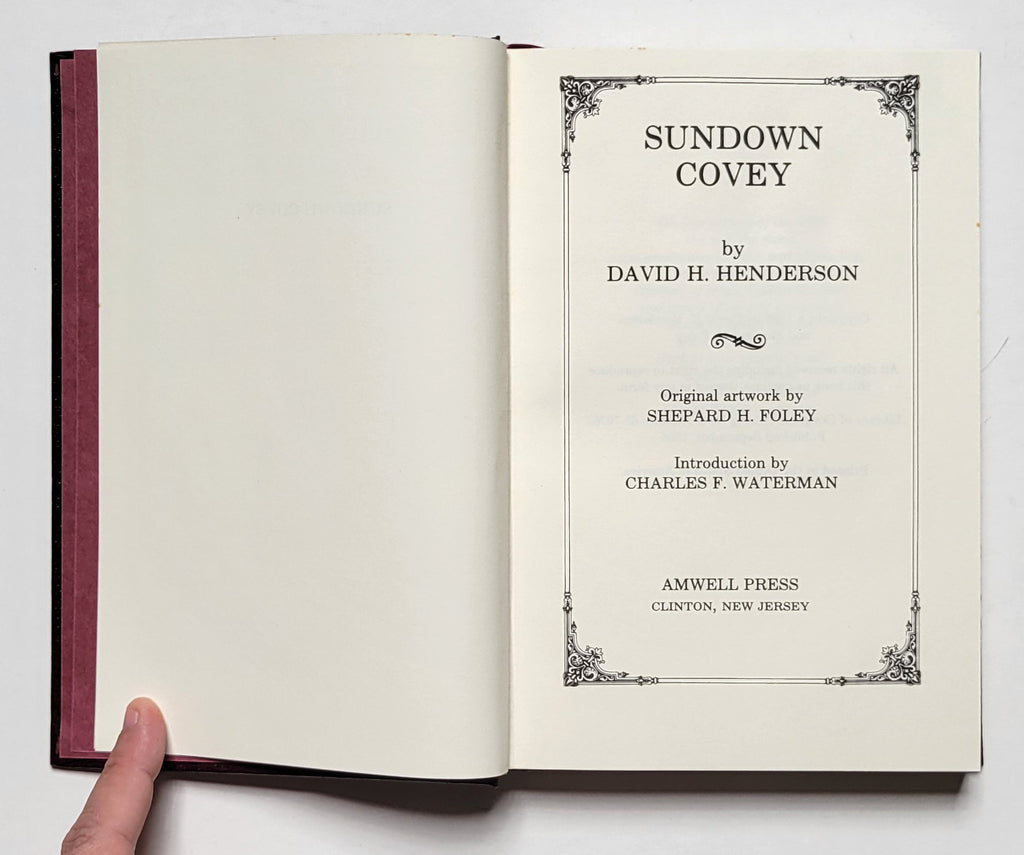 SUNDOWN
COVEY
by
DAVID H. HENDERSON
Original artwork by
SHEPARD H. FOLEY
Introduction by
CHARLES F. WATERMAN
AMWELL PRESS
CLINTON, NEW JERSEY